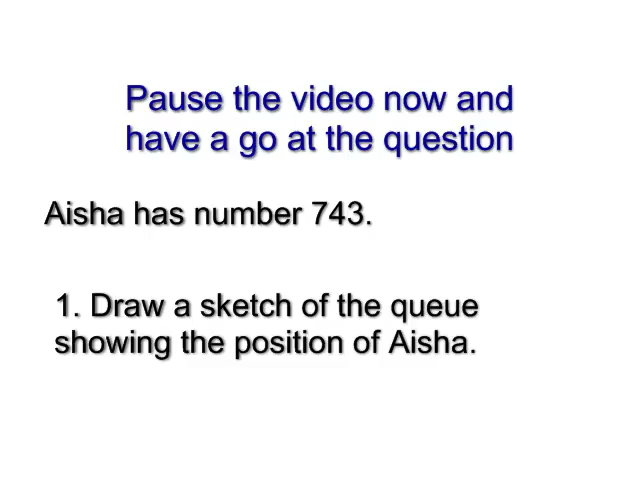 Pause the video now and
have a go at the question
Aisha has number 743.
1. Draw a sketch of the queue
showing the position of Aisha.